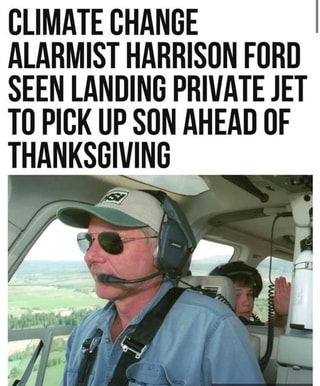 CLIMATE CHANGE
ALARMIST HARRISON FORD
SEEN LANDING PRIVATE JET
TO PICK UP SON AHEAD OF
THANKSGIVING